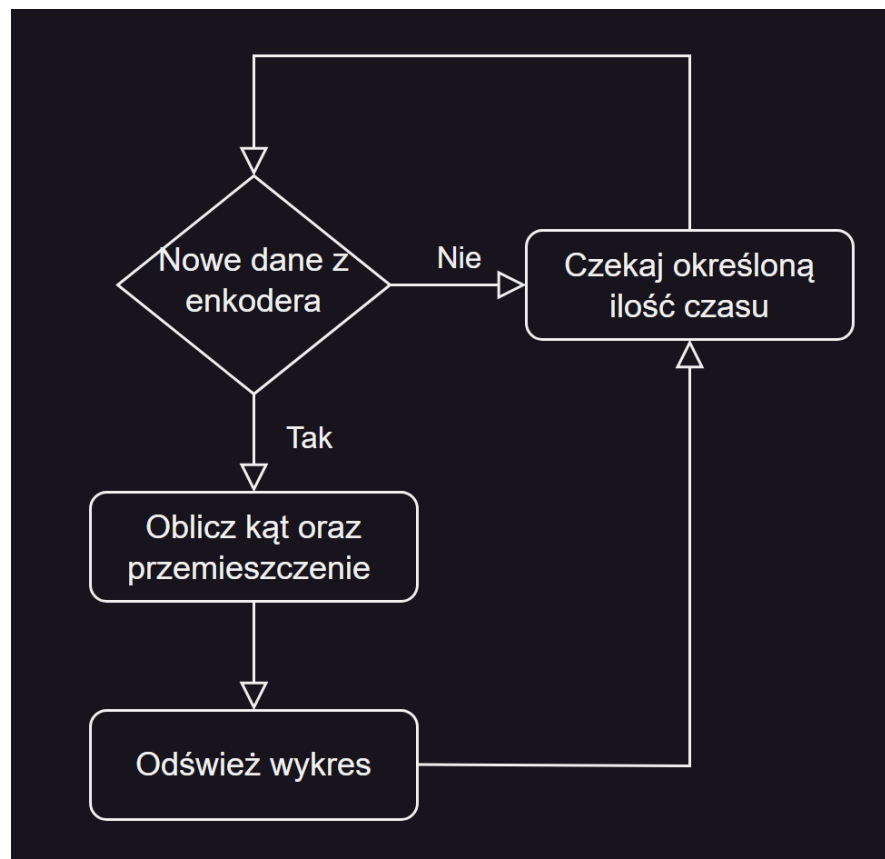 Nowe dane z
enkodera
Nie
Czekaj określoną
ilość czasu
Tak
Oblicz kąt oraz
przemieszczenie
Odśwież wykres